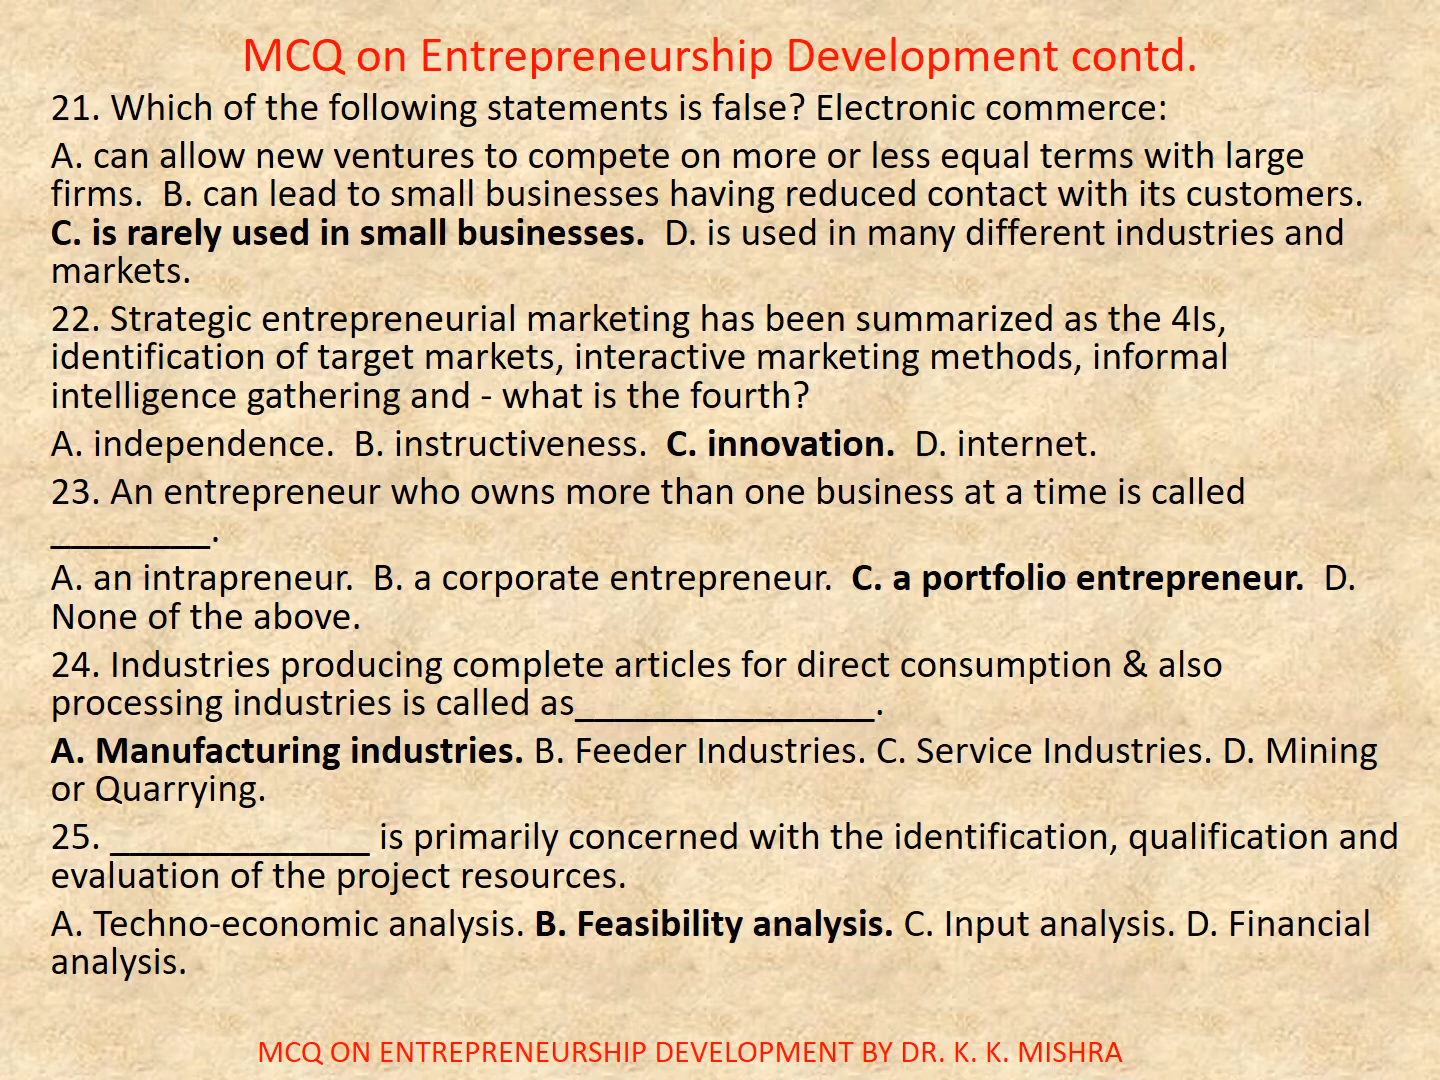 MCQ on Entrepreneurship Development contd.
21. Which of the following statements is false? Electronic commerce:
A. can allow new ventures to compete on more or less equal terms with large
firms.  B. can lead to small businesses having reduced contact with its customers.
C. is rarely used in small businesses.  D. is used in many different industries and
markets.
22. Strategic entrepreneurial marketing has been summarized as the 4Is,
identification of target markets, interactive marketing methods, informal
intelligence gathering and - what is the fourth?
A. independence.  B. instructiveness.  C. innovation.  D. internet.
23. An entrepreneur who owns more than one business at a time is called
________.
A. an intrapreneur.  B. a corporate entrepreneur.  C. a portfolio entrepreneur.  D.
None of the above.
24. Industries producing complete articles for direct consumption & also
processing industries is called as_______________.
A. Manufacturing industries. B. Feeder Industries. C. Service Industries. D. Mining
or Quarrying.
25. _____________ is primarily concerned with the identification, qualification and
evaluation of the project resources.
A. Techno-economic analysis. B. Feasibility analysis. C. Input analysis. D. Financial
analysis.
MCQ ON ENTREPRENEURSHIP DEVELOPMENT BY DR. K. K. MISHRA